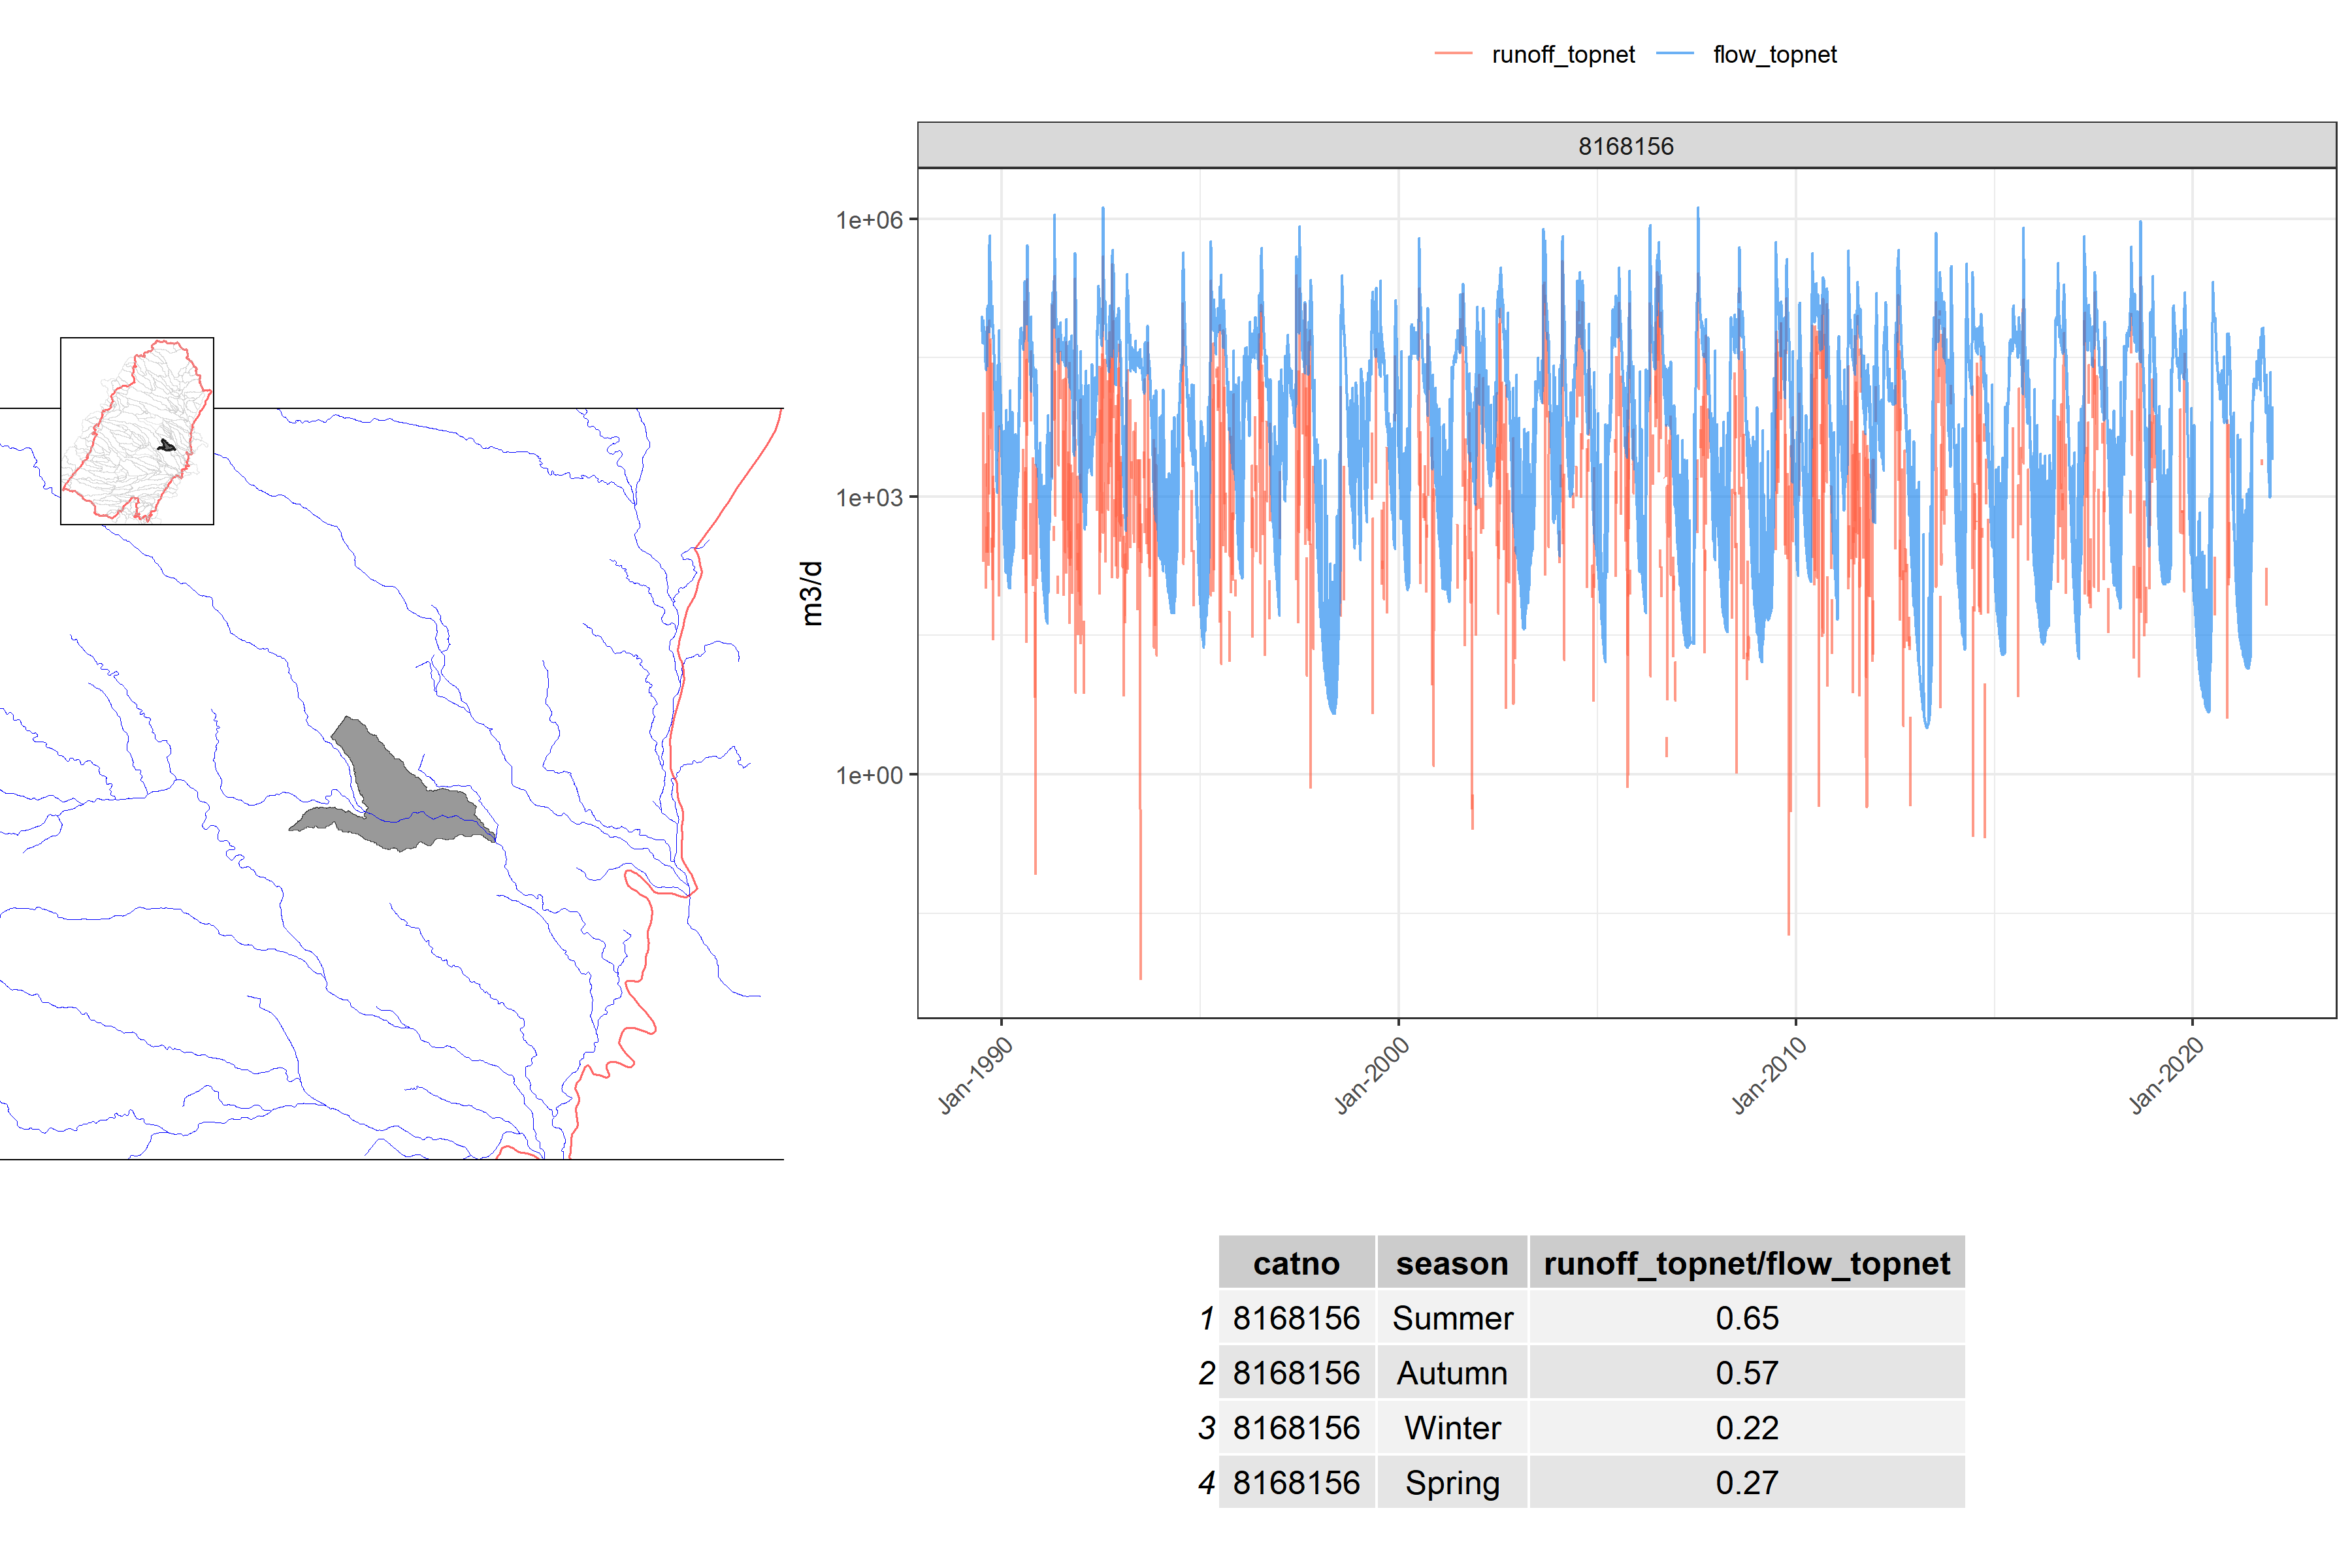 runoff_topnet flow_topnet
8168156
1e+06
1e+03
1e+00
m3/d
Jan-1990 Jan-2000 Jan-2010 Jan-2020
catno season runoff_topnet/flow_topnet
1 8168156 Summer 0.65
2 8168156 Autumn 0.57
3 8168156 Winter 0.22
4 8168156 Spring 0.27